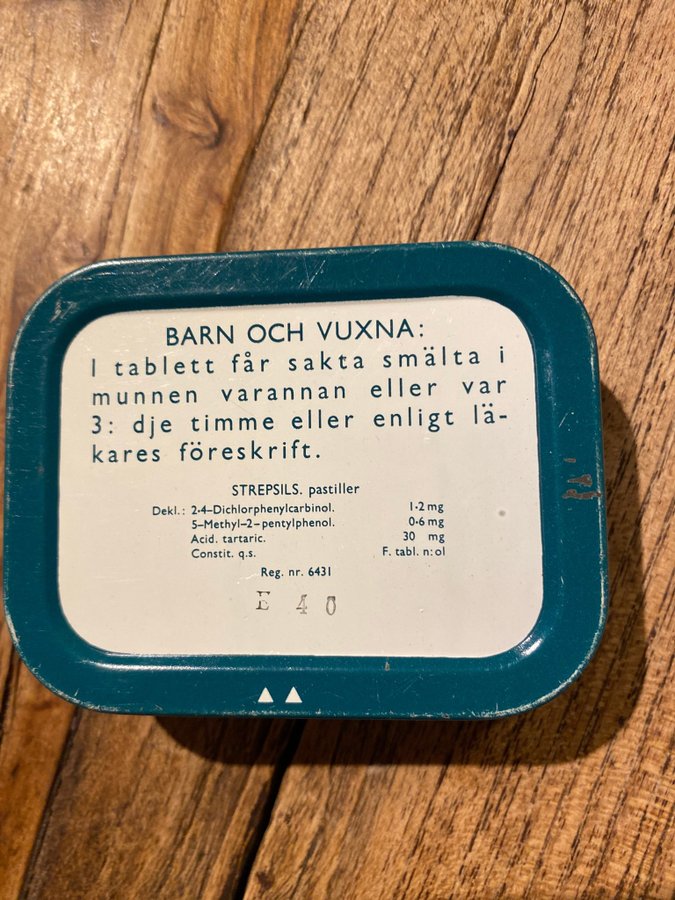 BARN OCH VUXNA:
1 tablett får sakta smälta i
munnen varannan eller var
3: dje timme eller enligt lä-
kares föreskrift.
STREPSILS. pastiller
Dekl.: 2·4–Dichlorphenylcarbinol. 1·2 mg
5–Methyl–2–pentylphenol. 0·6 mg
Acid. tartaric. 30 mg
Constit. q.s. F. tabl. n:o1
Reg. nr. 6431
E 40